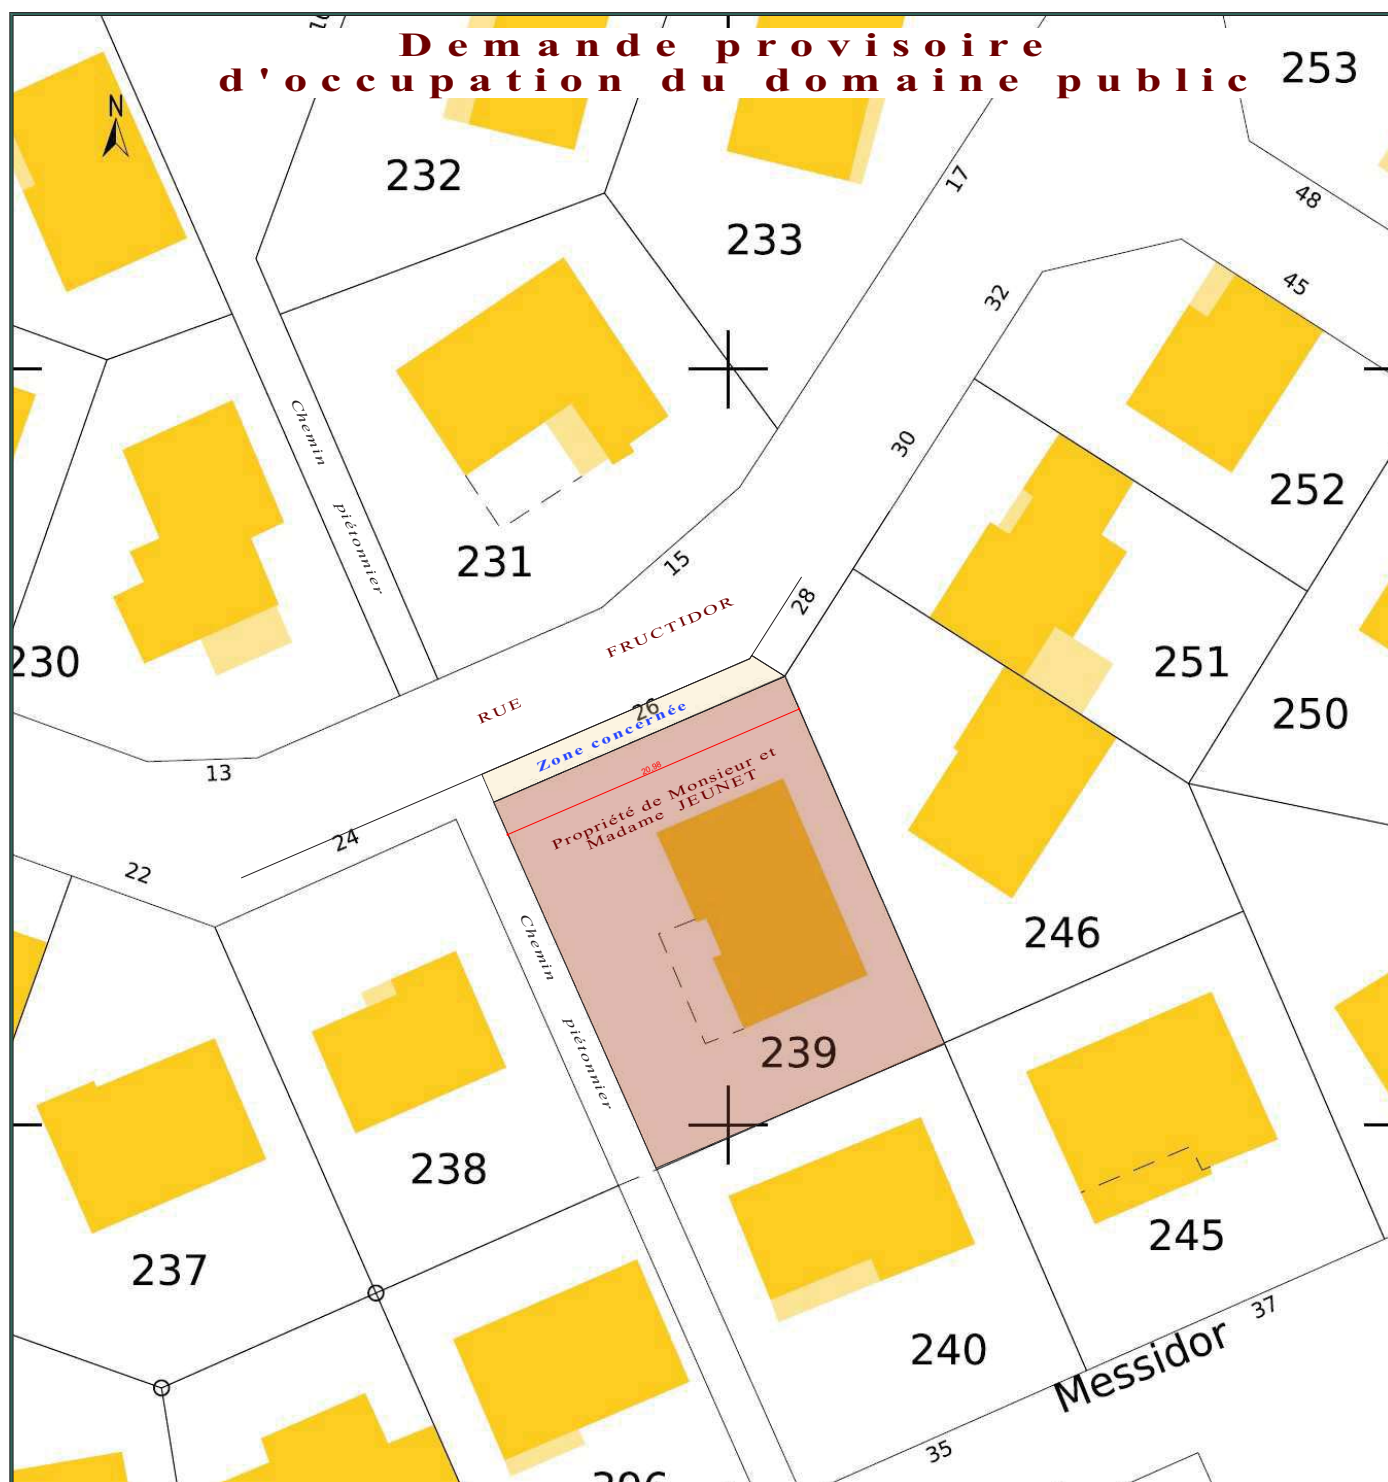 Demande provisoire
d'occupation du domaine public
253
N
232
17
48
233
32
45
Chemin piétonnier
30
252
231
15
28
FRUCTIDOR
230
251
RUE
26
Zone concernée
250
13
20,98
Propriété de Monsieur et
Madame JEUNET
24
22
Chemin piétonnier
246
239
238
245
237
37
240
Messidor
35